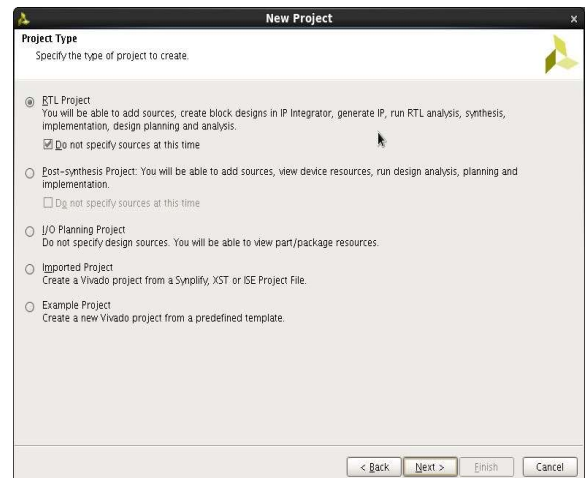 New Project
Project Type
Specify the type of project to create.
RTL Project
You will be able to add sources, create block designs in IP Integrator, generate IP, run RTL analysis, synthesis,
implementation, design planning and analysis.
Do not specify sources at this time
Post-synthesis Project: You will be able to add sources, view device resources, run design analysis, planning and
implementation.
Do not specify sources at this time
I/O Planning Project
Do not specify design sources. You will be able to view part/package resources.
Imported Project
Create a Vivado project from a Synplify, XST or ISE Project File.
Example Project
Create a new Vivado project from a predefined template.
< Back Next > Finish Cancel